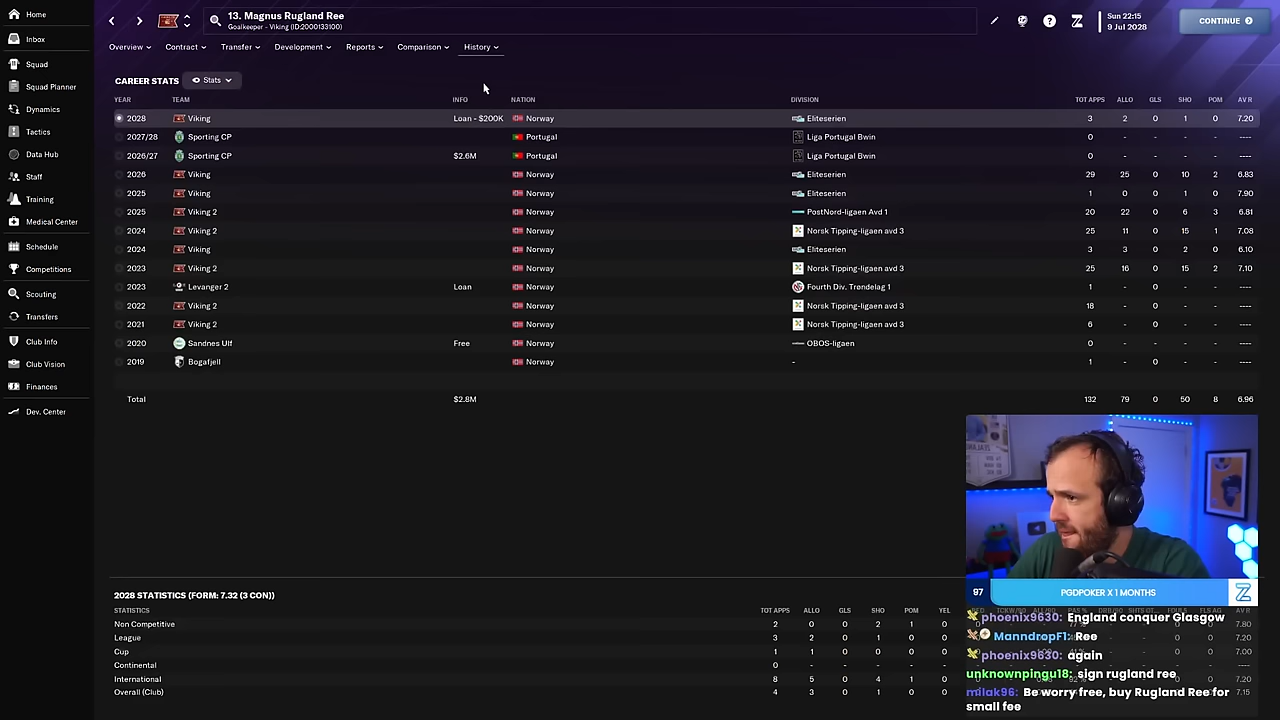 Home
Inbox
Squad
Squad Planner
Dynamics
Tactics
Data Hub
Staff
Training
Medical Center
Schedule
Competitions
Scouting
Transfers
Club Info
Club Vision
Finances
Dev. Center
13. Magnus Rugland Ree
Goalkeeper - Viking (ID:2000133100)
Sun 22:15
9 Jul 2028
CONTINUE
Overview Contract Transfer Development Reports Comparison History
CAREER STATS Stats
YEAR TEAM INFO NATION DIVISION TOT APPS ALLO GLS SHO POM AV R
2028 Viking Loan - $200K Norway Eliteserien 3 2 0 1 0 7.20
2027/28 Sporting CP Portugal Liga Portugal Bwin 0 - - - - ----
2026/27 Sporting CP $2.6M Portugal Liga Portugal Bwin 0 - - - - ----
2026 Viking Norway Eliteserien 29 25 0 10 2 6.83
2025 Viking Norway Eliteserien 1 0 0 1 0 7.90
2025 Viking 2 Norway PostNord-ligaen Avd 1 20 22 0 6 3 6.81
2024 Viking 2 Norway Norsk Tipping-ligaen avd 3 25 11 0 15 1 7.08
2024 Viking Norway Eliteserien 3 3 0 2 0 6.10
2023 Viking 2 Norway Norsk Tipping-ligaen avd 3 25 16 0 15 2 7.10
2023 Levanger 2 Loan Norway Fourth Div. Trøndelag 1 1 - 0 - - ----
2022 Viking 2 Norway Norsk Tipping-ligaen avd 3 18 - 0 - - ----
2021 Viking 2 Norway Norsk Tipping-ligaen avd 3 6 - 0 - - ----
2020 Sandnes Ulf Free Norway OBOS-ligaen 0 - - - - ----
2019 Bogafjell Norway - 1 - 0 - - ----
Total $2.8M 132 79 0 50 8 6.96
2028 STATISTICS (FORM: 7.32 (3 CON))
STATISTICS TOT APPS ALLO GLS SHO POM YEL AV R
Non Competitive 2 0 0 2 1 0 7.80
League 3 2 0 1 0 0 7.20
Cup 1 1 0 0 0 0
Continental 0 - - - - -
International 8 5 0 4 1 0 7.20
Overall (Club) 4 3 0 1 0 0 7.15
97 PGDPOKER X 1 MONTHS
phoenix9630: England conquer Glasgow
ManndropF1: Ree
phoenix9630: again
unknownpingu18: sign rugland ree
milak96: Be worry free, buy Rugland Ree for
small fee